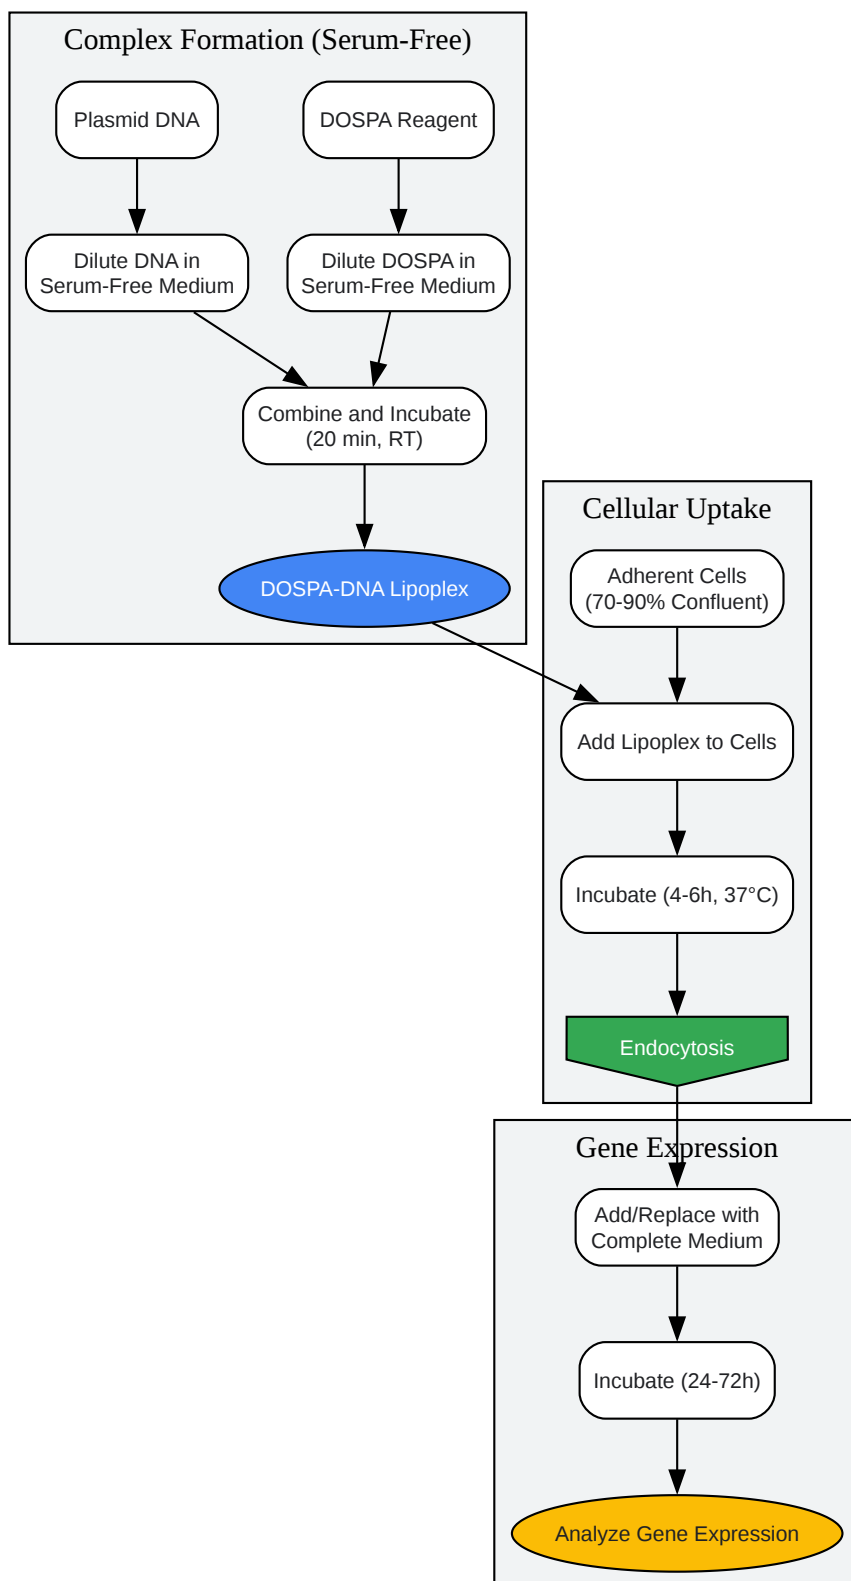 Complex Formation (Serum-Free)
Plasmid DNA
DOSPA Reagent
Dilute DNA in
Serum-Free Medium
Dilute DOSPA in
Serum-Free Medium
Combine and Incubate
(20 min, RT)
DOSPA-DNA Lipoplex
Cellular Uptake
Adherent Cells
(70-90% Confluent)
Add Lipoplex to Cells
Incubate (4-6h, 37°C)
Endocytosis
Gene Expression
Add/Replace with
Complete Medium
Incubate (24-72h)
Analyze Gene Expression